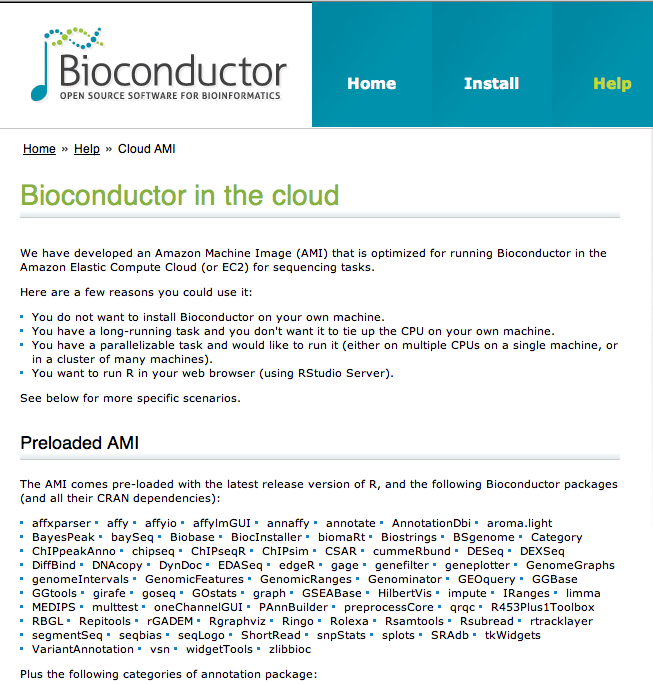 Bioconductor
OPEN SOURCE SOFTWARE FOR BIOINFORMATICS
Home Install Help
Home » Help » Cloud AMI
Bioconductor in the cloud
We have developed an Amazon Machine Image (AMI) that is optimized for running Bioconductor in the
Amazon Elastic Compute Cloud (or EC2) for sequencing tasks.
Here are a few reasons you could use it:
▪ You do not want to install Bioconductor on your own machine.
▪ You have a long-running task and you don't want it to tie up the CPU on your own machine.
▪ You have a parallelizable task and would like to run it (either on multiple CPUs on a single machine, or
in a cluster of many machines).
▪ You want to run R in your web browser (using RStudio Server).
See below for more specific scenarios.
Preloaded AMI
The AMI comes pre-loaded with the latest release version of R, and the following Bioconductor packages
(and all their CRAN dependencies):
▪ affxparser ▪ affy ▪ affyio ▪ affylmGUI ▪ annaffy ▪ annotate ▪ AnnotationDbi ▪ aroma.light
▪ BayesPeak ▪ baySeq ▪ Biobase ▪ BiocInstaller ▪ biomaRt ▪ Biostrings ▪ BSgenome ▪ Category
▪ ChIPpeakAnno ▪ chipseq ▪ ChIPseqR ▪ ChIPsim ▪ CSAR ▪ cummeRbund ▪ DESeq ▪ DEXSeq
▪ DiffBind ▪ DNAcopy ▪ DynDoc ▪ EDASeq ▪ edgeR ▪ gage ▪ genefilter ▪ geneplotter ▪ GenomeGraphs
▪ genomeIntervals ▪ GenomicFeatures ▪ GenomicRanges ▪ Genominator ▪ GEOquery ▪ GGBase
▪ GGtools ▪ girafe ▪ goseq ▪ GOstats ▪ graph ▪ GSEABase ▪ HilbertVis ▪ impute ▪ IRanges ▪ limma
▪ MEDIPS ▪ multtest ▪ oneChannelGUI ▪ PAnnBuilder ▪ preprocessCore ▪ qrqc ▪ R453Plus1Toolbox
▪ RBGL ▪ Repitools ▪ rGADEM ▪ Rgraphviz ▪ Ringo ▪ Rolexa ▪ Rsamtools ▪ Rsubread ▪ rtracklayer
▪ segmentSeq ▪ seqbias ▪ seqLogo ▪ ShortRead ▪ snpStats ▪ splots ▪ SRAdb ▪ tkWidgets
▪ VariantAnnotation ▪ vsn ▪ widgetTools ▪ zlibbioc
Plus the following categories of annotation package: